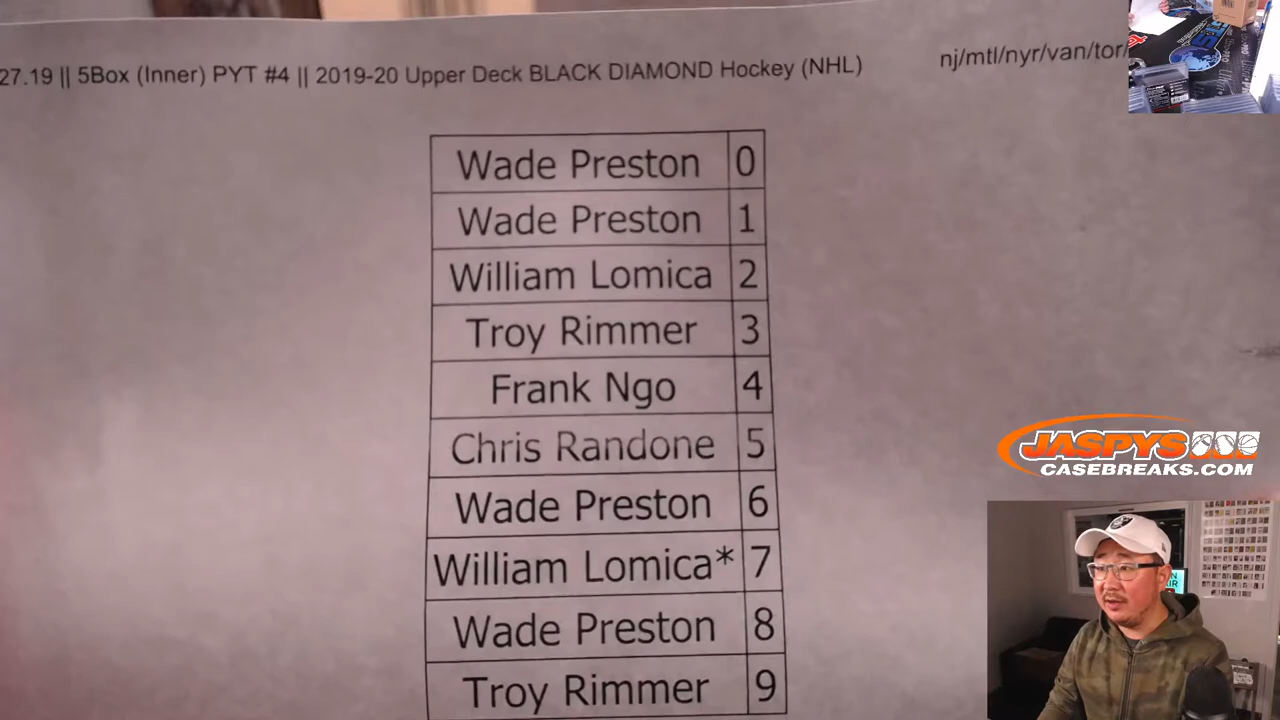 27.19 || 5Box (Inner) PYT #4 || 2019-20 Upper Deck BLACK DIAMOND Hockey (NHL)
nj/mtl/nyr/van/tor/
Wade Preston 0
Wade Preston 1
William Lomica 2
Troy Rimmer 3
Frank Ngo 4
Chris Randone 5
Wade Preston 6
William Lomica* 7
Wade Preston 8
Troy Rimmer 9
JASPYS
CASEBREAKS.COM